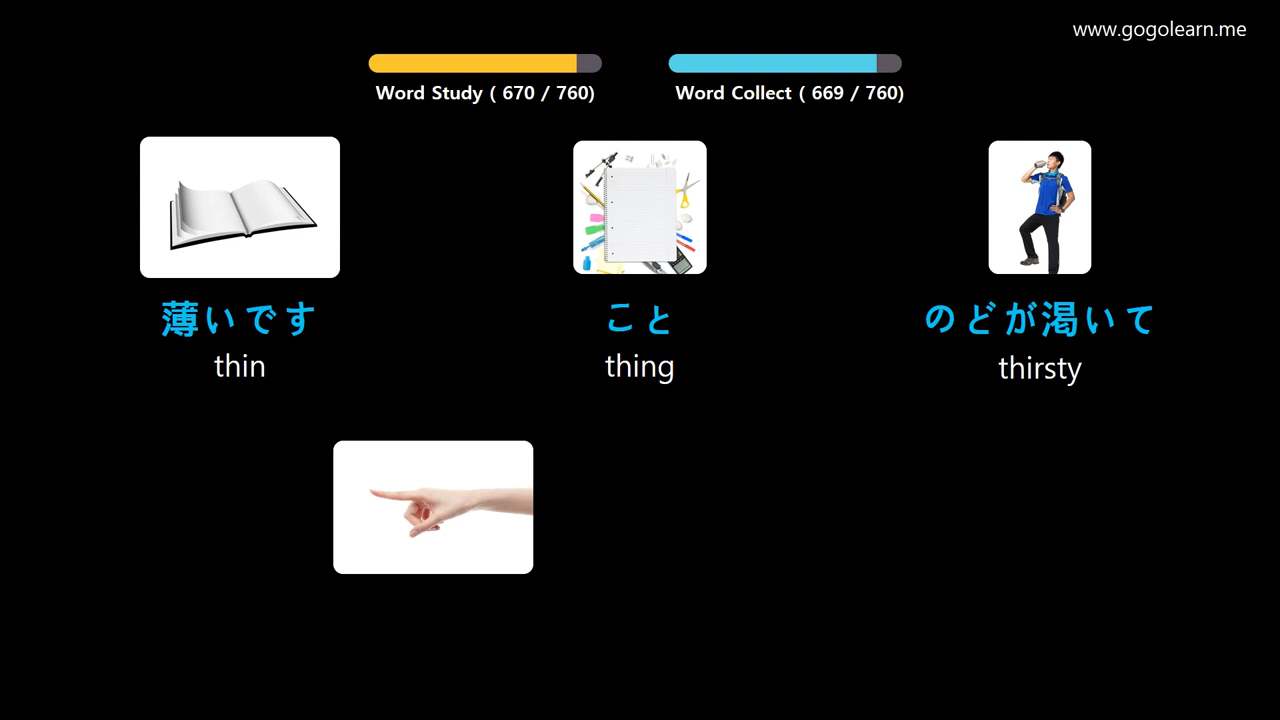 www.gogolearn.me
Word Study ( 670 / 760)
Word Collect ( 669 / 760)
薄いです
thin
こと
thing
のどが渇いて
thirsty